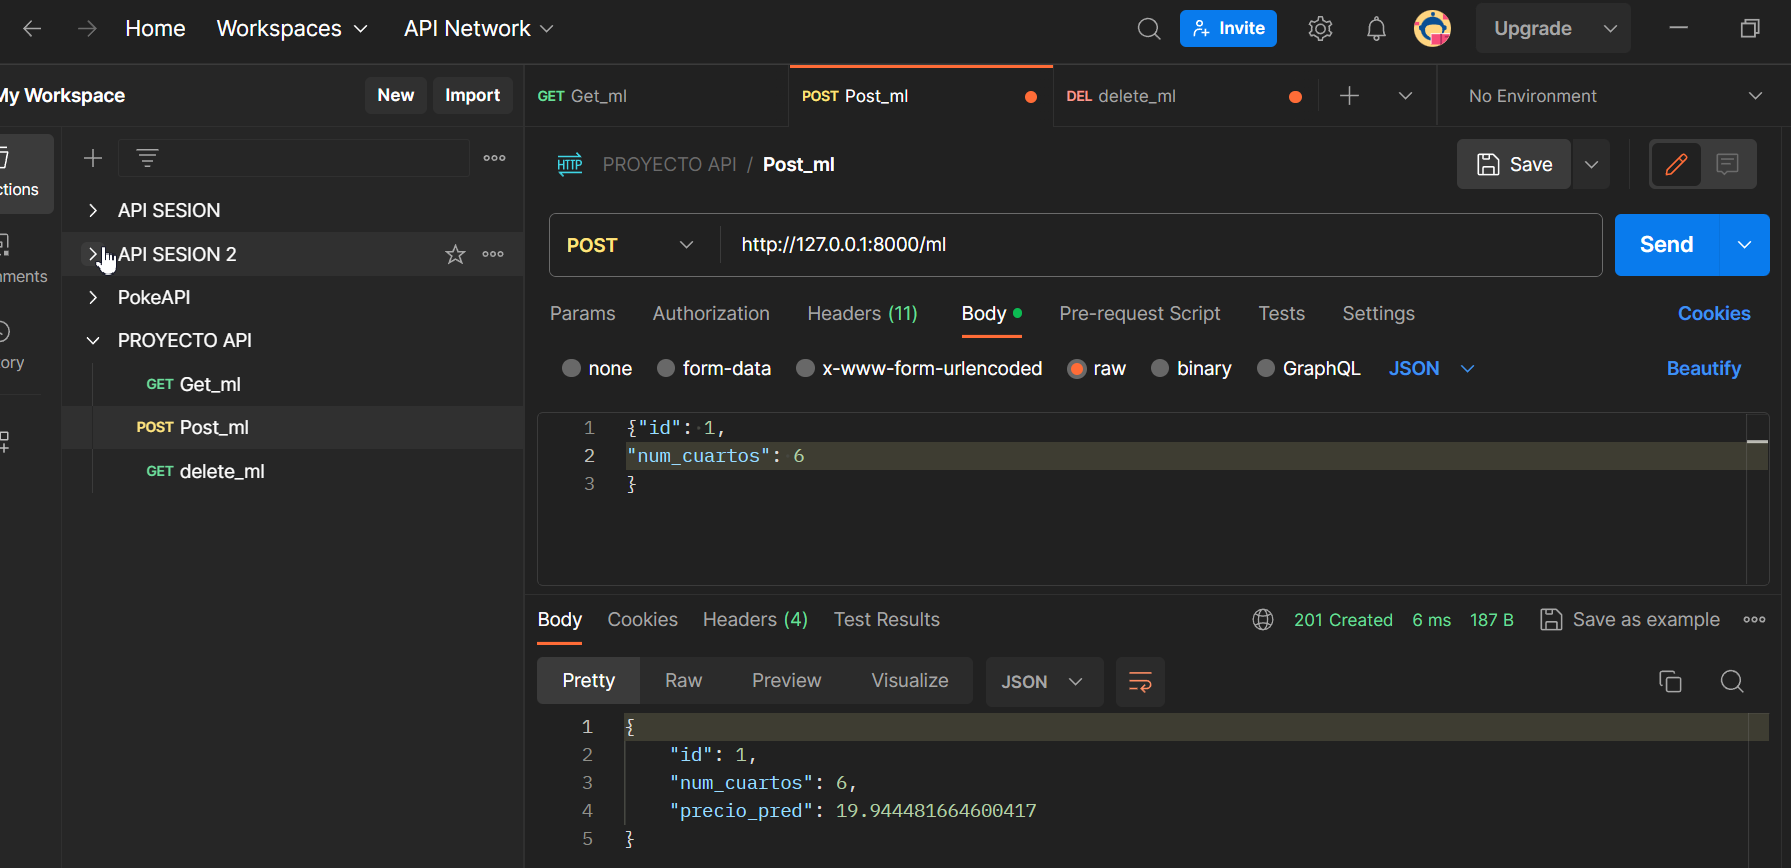 Home Workspaces API Network Invite Upgrade
My Workspace New Import GET Get_ml POST Post_ml DEL delete_ml No Environment
HTTP PROYECTO API / Post_ml Save
API SESION
API SESION 2
PokeAPI
PROYECTO API
GET Get_ml
POST Post_ml
GET delete_ml
POST http://127.0.0.1:8000/ml Send
Params Authorization Headers (11) Body Pre-request Script Tests Settings Cookies
none form-data x-www-form-urlencoded raw binary GraphQL JSON Beautify
1 {"id": 1,
2 "num_cuartos": 6
3 }
Body Cookies Headers (4) Test Results 201 Created 6 ms 187 B Save as example
Pretty Raw Preview Visualize JSON
1 {
2 "id": 1,
3 "num_cuartos": 6,
4 "precio_pred": 19.944481664600417
5 }